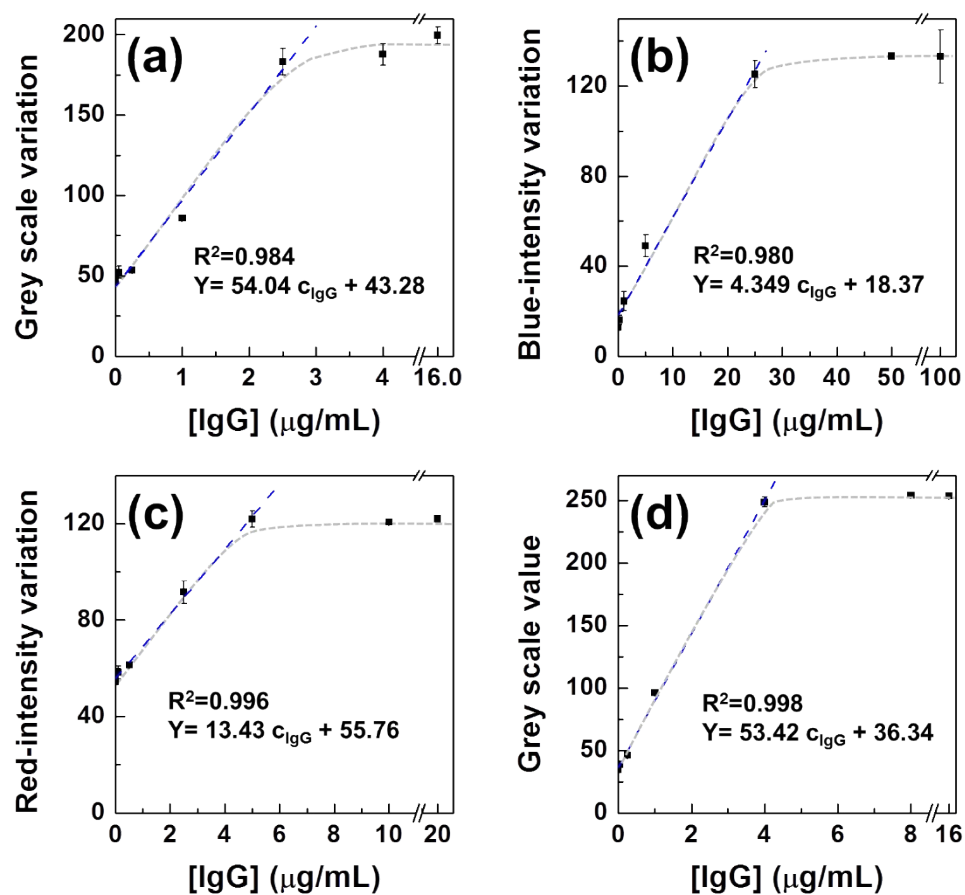 (a)
Grey scale variation
200
150
100
50
0
R²=0.984
Y= 54.04 c_IgG + 43.28
0 1 2 3 4 16.0
[IgG] (μg/mL)
(b)
Blue-intensity variation
120
80
40
0
R²=0.980
Y= 4.349 c_IgG + 18.37
0 10 20 30 40 50 100
[IgG] (μg/mL)
(c)
Red-intensity variation
120
80
40
0
R²=0.996
Y= 13.43 c_IgG + 55.76
0 2 4 6 8 10 20
[IgG] (μg/mL)
(d)
Grey scale value
250
200
150
100
50
0
R²=0.998
Y= 53.42 c_IgG + 36.34
0 4 8 16
[IgG] (μg/mL)